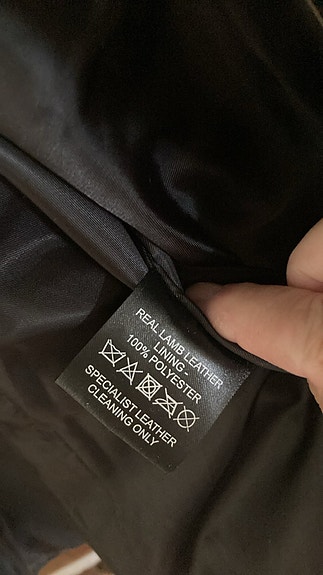 REAL LAMB LEATHER
LINING -
100% POLYESTER
SPECIALIST LEATHER
CLEANING ONLY